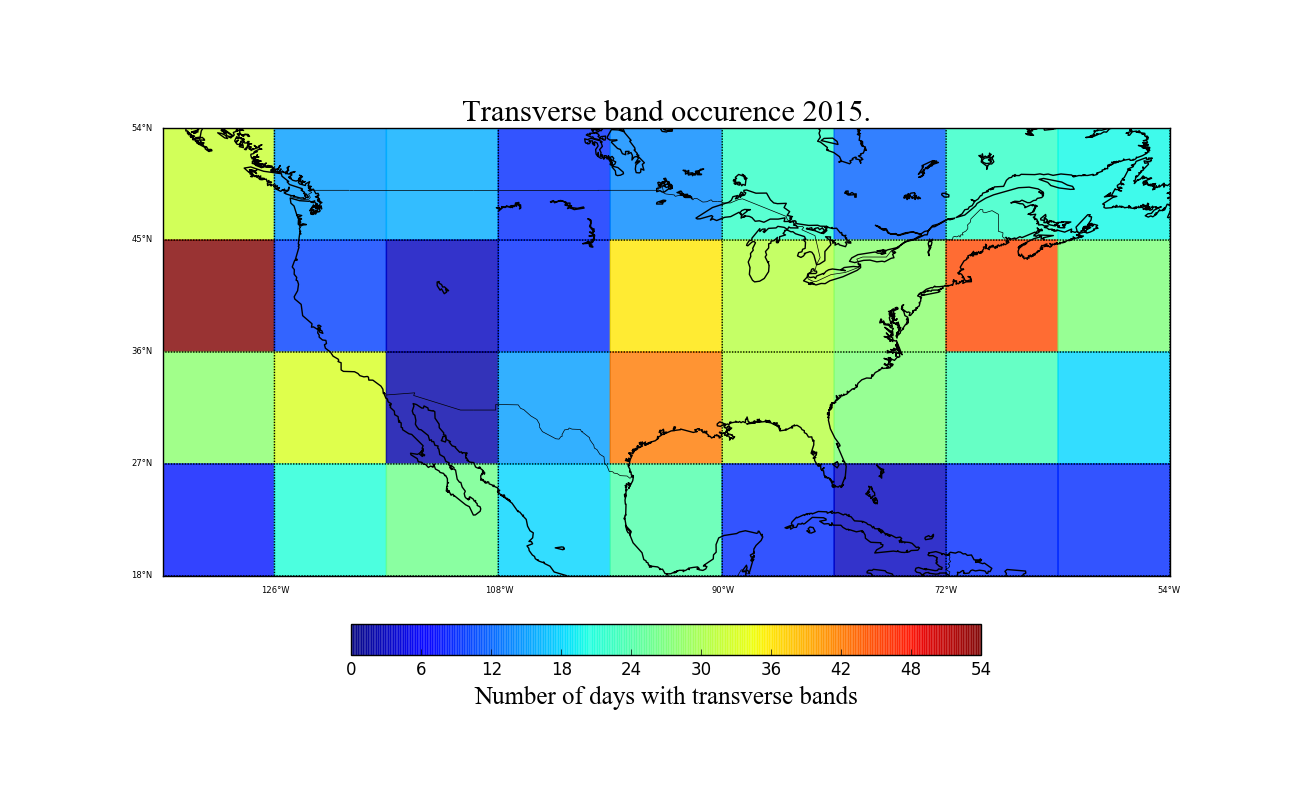 Transverse band occurence 2015.
54°N
45°N
36°N
27°N
18°N
126°W 108°W 90°W 72°W 54°W
0 6 12 18 24 30 36 42 48 54
Number of days with transverse bands